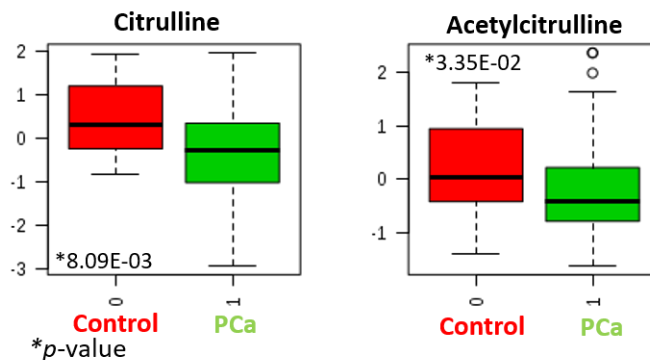 Citrulline
2
1
0
-1
-2
-3
*8.09E-03
0
1
Control
PCa
*p-value
Acetylcitrulline
*3.35E-02
2
1
0
-1
0
1
Control
PCa